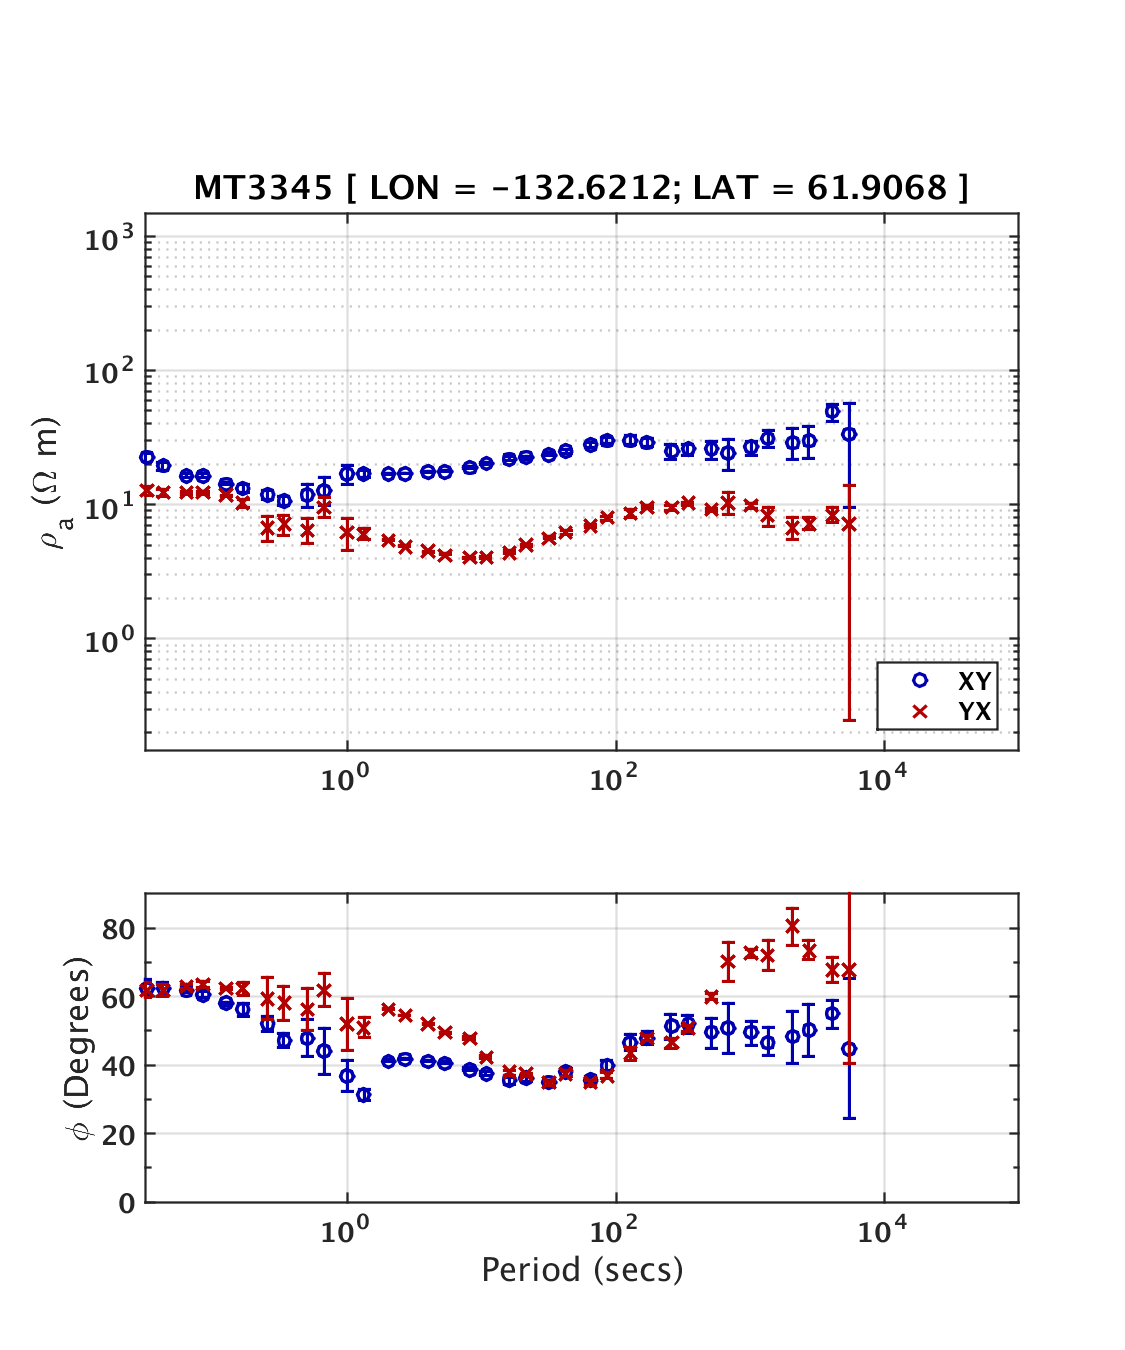 MT3345 [ LON = -132.6212; LAT = 61.9068 ]
10³
10²
10¹
10⁰
ρa (Ω m)
XY
YX
10⁰ 10² 10⁴
80
60
40
20
0
ϕ (Degrees)
10⁰ 10² 10⁴
Period (secs)